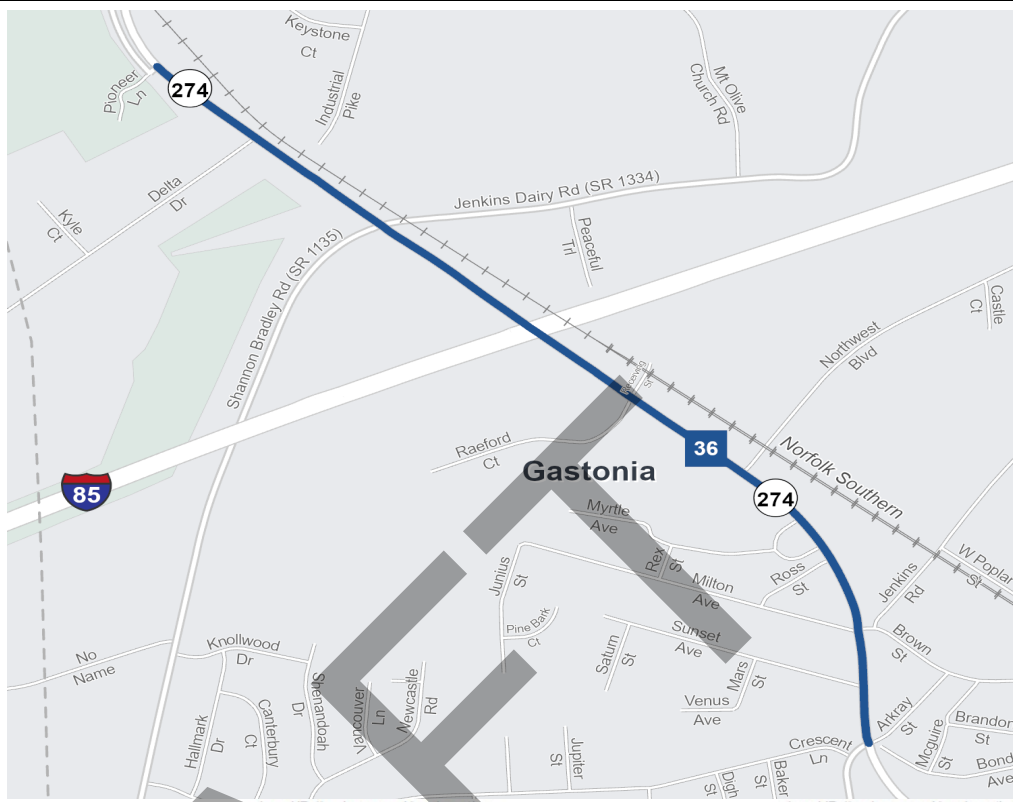 Keystone
Ct
Pioneer
Ln
274
Industrial
Pike
Mt Olive
Church Rd
Delta
Dr
Kyle
Ct
Jenkins Dairy Rd (SR 1334)
Peaceful
Trl
Shannon Bradley Rd (SR 1135)
Castle
Ct
Northwest
Blvd
St
Raeford
Ct
36
Gastonia
Norfolk Southern
85
274
Myrtle
Ave
Rex
St
Milton
Ave
Ross
St
Jenkins
Rd
W Poplar
St
Junius
St
Pine Bark
Ct
Saturn
St
Sunset
Ave
Mars
St
Venus
Ave
Brown
St
No
Name
Knollwood
Dr
Shenandoah
Dr
Vancouver
Ln
Newcastle
Rd
Hallmark
Dr
Canterbury
Ct
Jupiter
St
Crescent
Ln
Arkray
St
Mcguire
St
Brandon
St
Bond
Ave
Digh
St
Baker
St